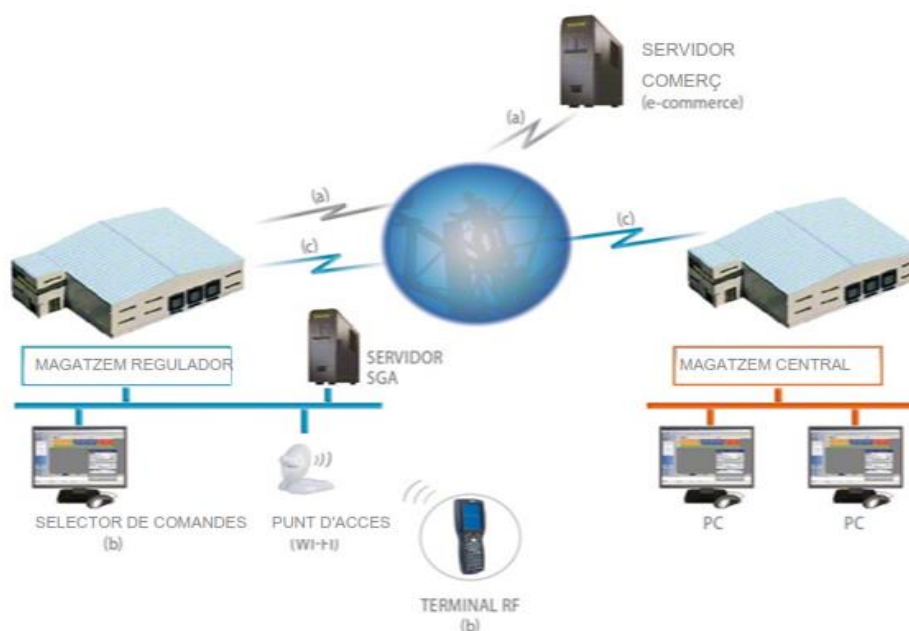 SERVIDOR
COMERÇ
(e-commerce)
(a)
(a)
(c)
(c)
MAGATZEM REGULADOR
SERVIDOR
SGA
MAGATZEM CENTRAL
SELECTOR DE COMANDES
(b)
PUNT D'ACCES
(WI-FI)
PC
PC
TERMINAL RF
(b)